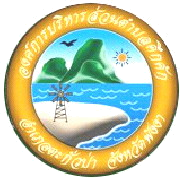 องค์การบริหารส่วนตำบลคึกคัก
อำเภอตะกั่วป่า จังหวัดพังงา